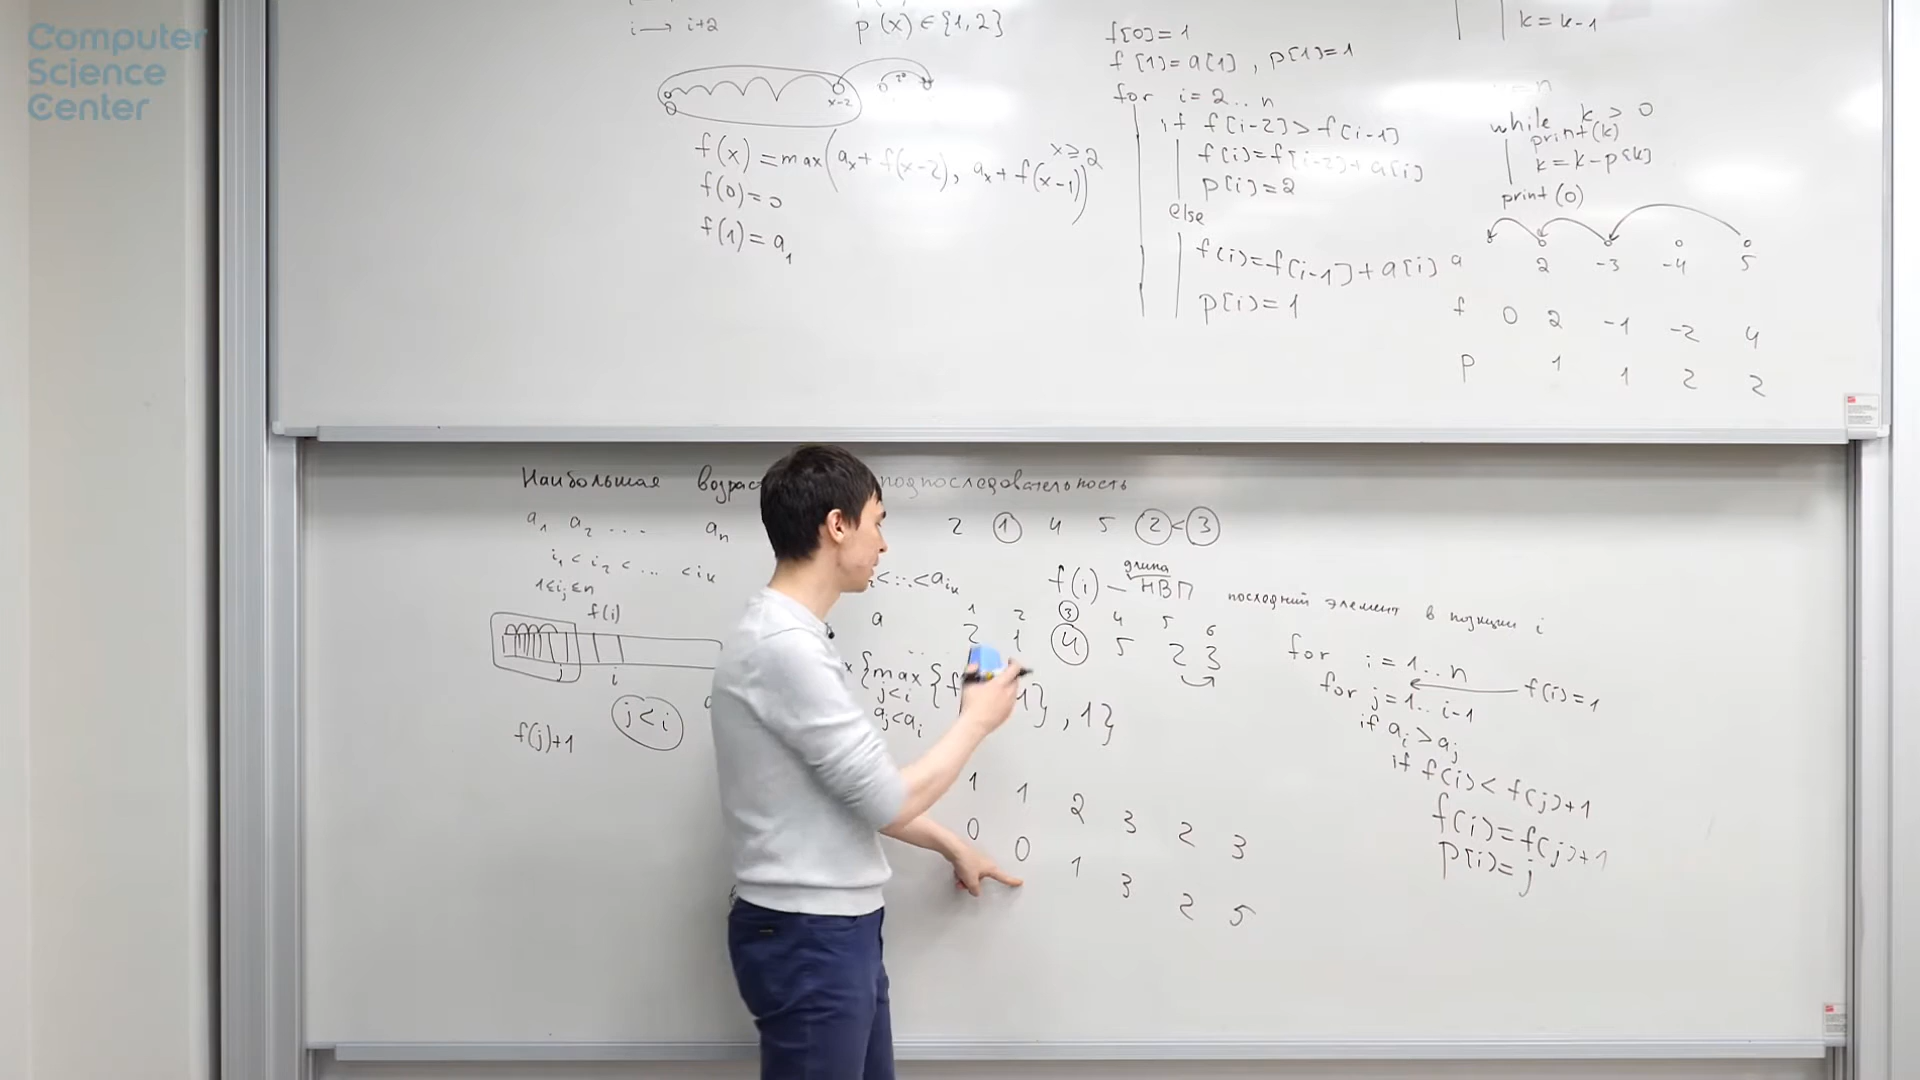 Computer
Science
Center
i → i+2
p(x) ∈ {1,2}
x-2
f(x) = max(a_x + f(x-2), a_x + f(x-1))
x ≥ 2
f(0) = 0
f(1) = a_1
f[0]=1
f[1]=a[1], p[1]=1
for i=2..n
if f[i-2]>f[i-1]
f[i]=f[i-2]+a[i]
p[i]=2
else
f[i]=f[i-1]+a[i]
p[i]=1
k=k-1
while k>0
print(k)
k=k-p[k]
print(0)
a 2 -3 -4 5
f 0 2 -1 -2 4
p 1 1 2 2
Наибольшая возрас подпоследовательность
a_1 a_2 ... a_n
2 1 4 5 2<3
i_1 < i_2 < ... < i_k
1≤i_j≤n
<...<a_{i_k}
f(i) — длина НВП последний элемент в позиции i
f(i)
j i
j<i
f(j)+1
1 2 3 4 5 6
a 2 1 4 5 2 3
{max{f 1}, 1}
j<i
a_j<a_i
1 1 2 3 2 3
0 0 1 3 2 5
for i=1..n
f[i]=1
for j=1..i-1
if a_i>a_j
if f[i]<f[j]+1
f[i]=f[j]+1
p[i]=j